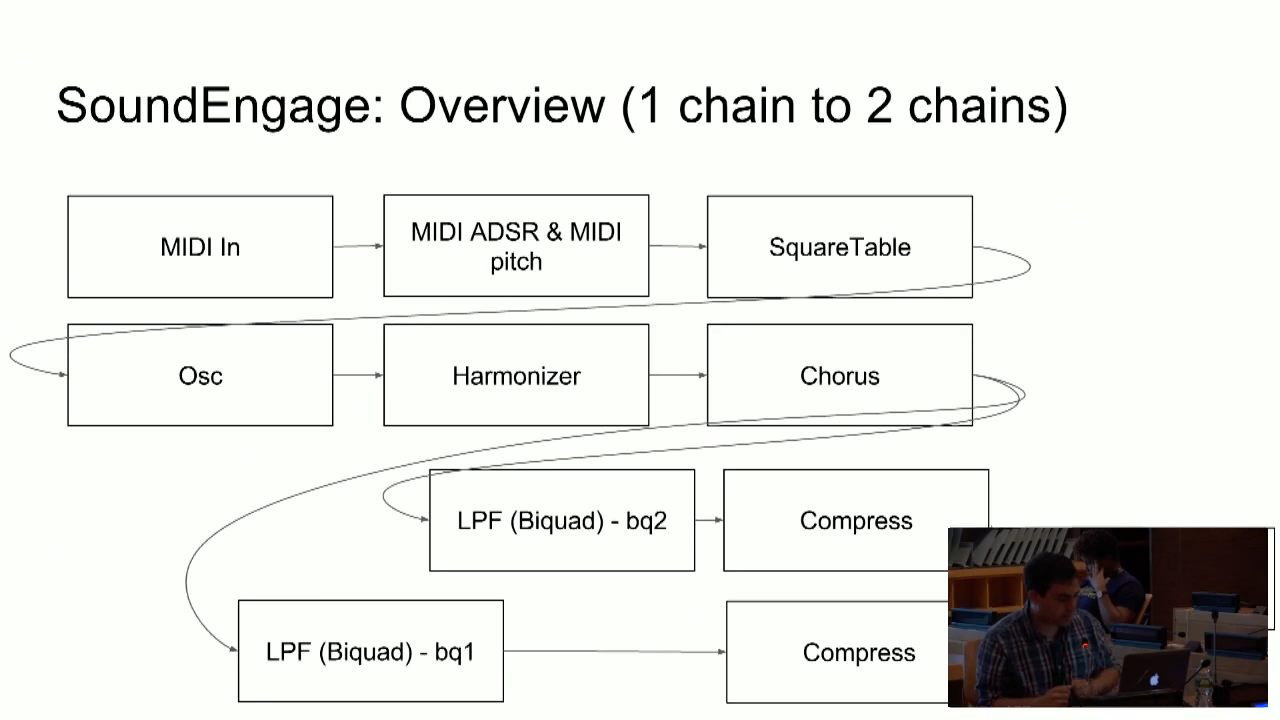 SoundEngage: Overview (1 chain to 2 chains)
MIDI In
MIDI ADSR & MIDI
pitch
SquareTable
Osc
Harmonizer
Chorus
LPF (Biquad) - bq2
Compress
LPF (Biquad) - bq1
Compress